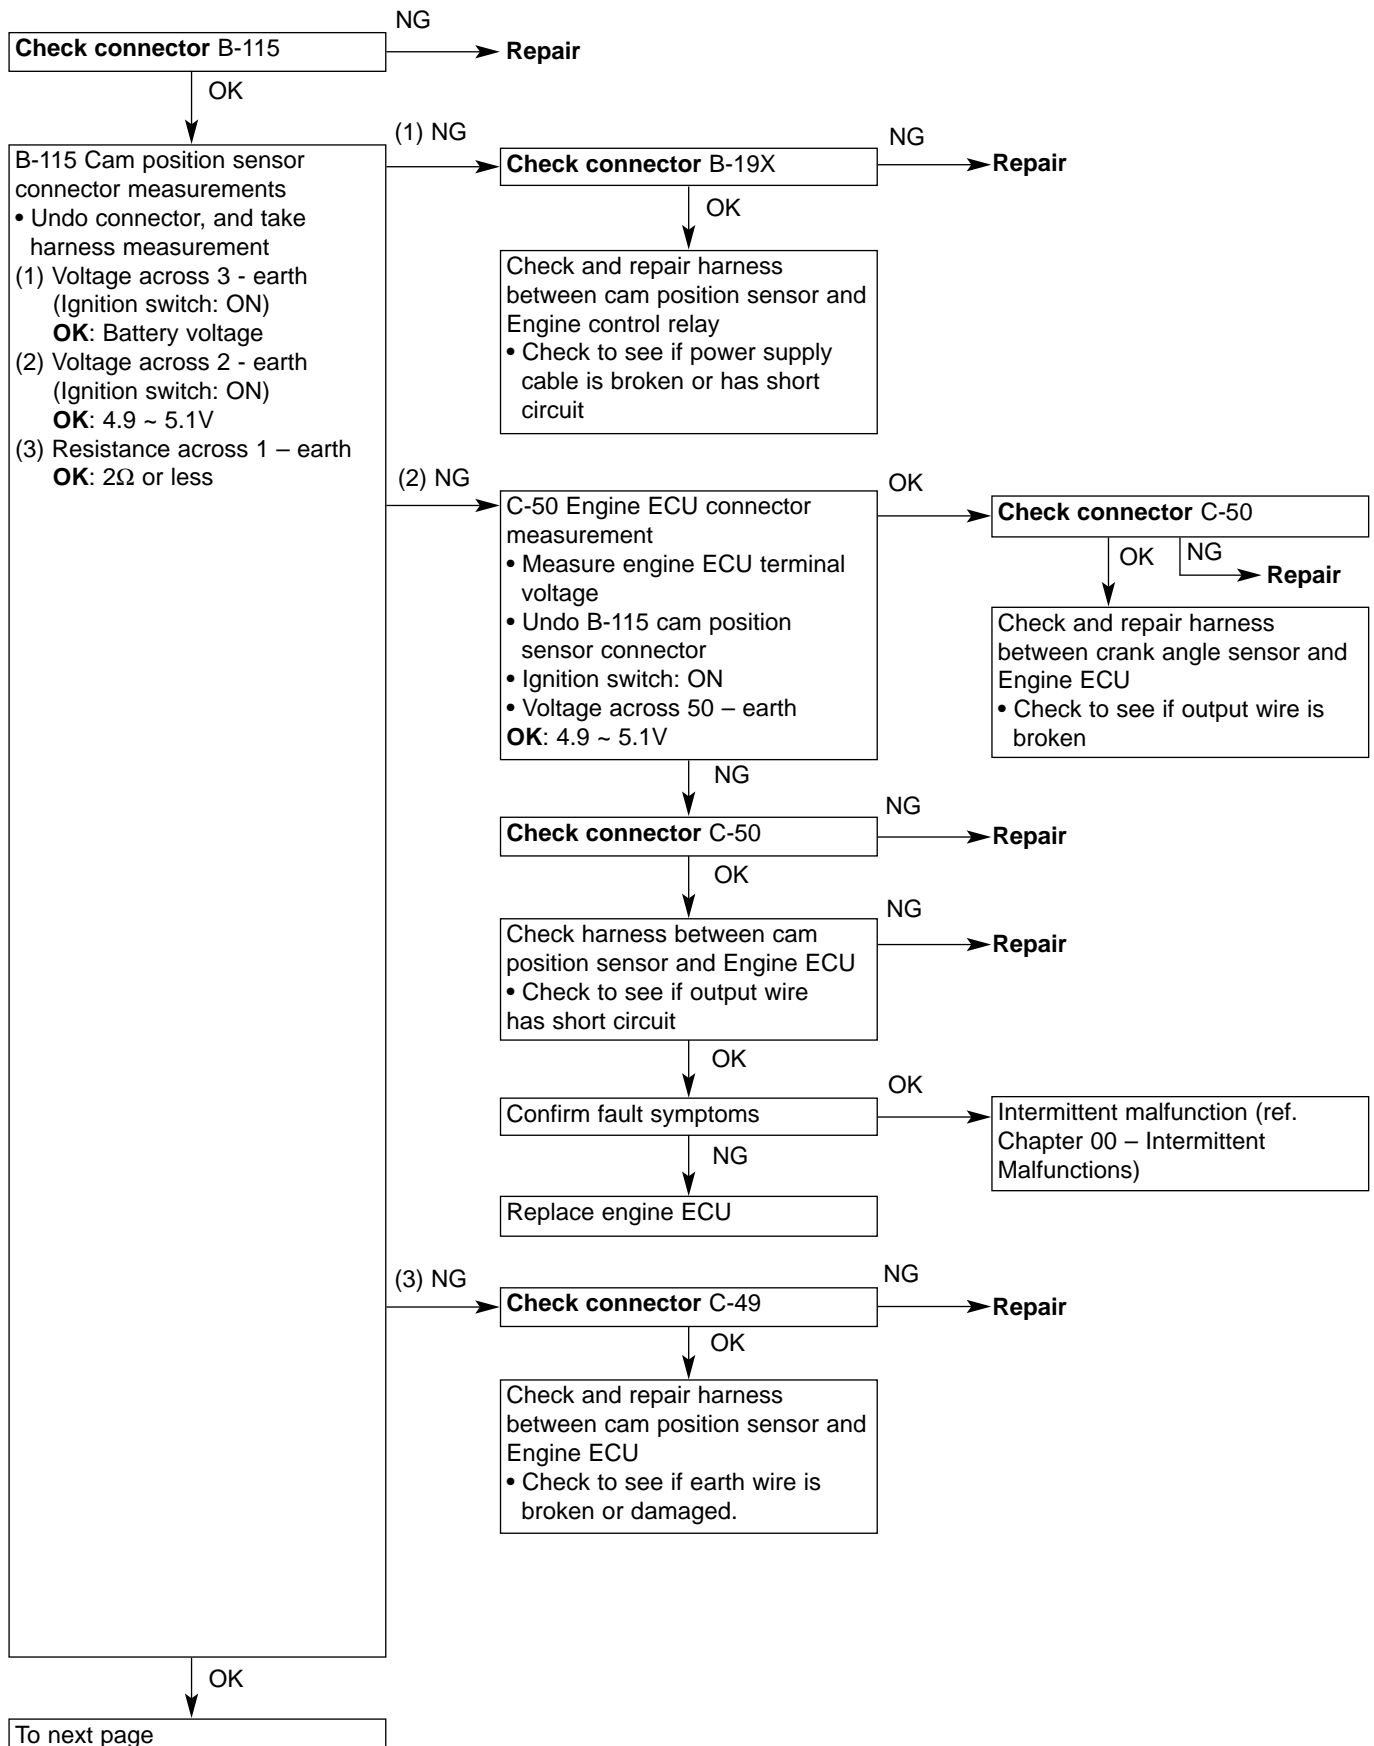 NG
Check connector B-115
Repair
OK
B-115 Cam position sensor
connector measurements
• Undo connector, and take
harness measurement
(1) Voltage across 3 - earth
(Ignition switch: ON)
OK: Battery voltage
(2) Voltage across 2 - earth
(Ignition switch: ON)
OK: 4.9 ~ 5.1V
(3) Resistance across 1 – earth
OK: 2Ω or less
(1) NG
Check connector B-19X
NG
Repair
OK
Check and repair harness
between cam position sensor and
Engine control relay
• Check to see if power supply
cable is broken or has short
circuit
(2) NG
C-50 Engine ECU connector
measurement
• Measure engine ECU terminal
voltage
• Undo B-115 cam position
sensor connector
• Ignition switch: ON
• Voltage across 50 – earth
OK: 4.9 ~ 5.1V
OK
Check connector C-50
OK
NG
Repair
Check and repair harness
between crank angle sensor and
Engine ECU
• Check to see if output wire is
broken
NG
Check connector C-50
NG
Repair
OK
Check harness between cam
position sensor and Engine ECU
• Check to see if output wire
has short circuit
NG
Repair
OK
Confirm fault symptoms
OK
Intermittent malfunction (ref.
Chapter 00 – Intermittent
Malfunctions)
NG
Replace engine ECU
(3) NG
Check connector C-49
NG
Repair
OK
Check and repair harness
between cam position sensor and
Engine ECU
• Check to see if earth wire is
broken or damaged.
OK
To next page